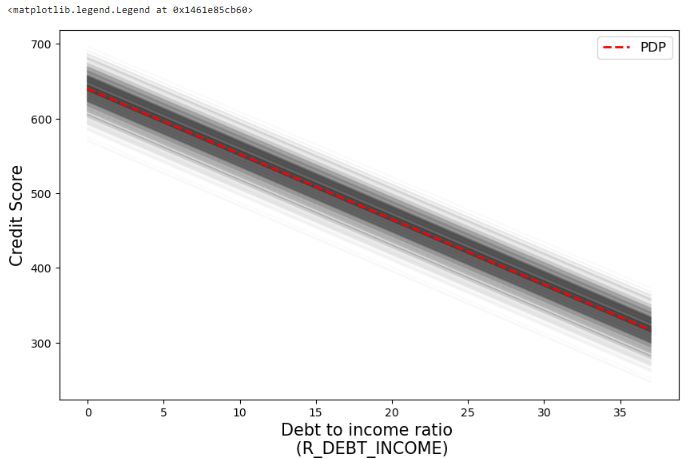 <matplotlib.legend.Legend at 0x1461e85cb60>
700
600
500
400
300
Credit Score
PDP
0 5 10 15 20 25 30 35
Debt to income ratio
(R_DEBT_INCOME)